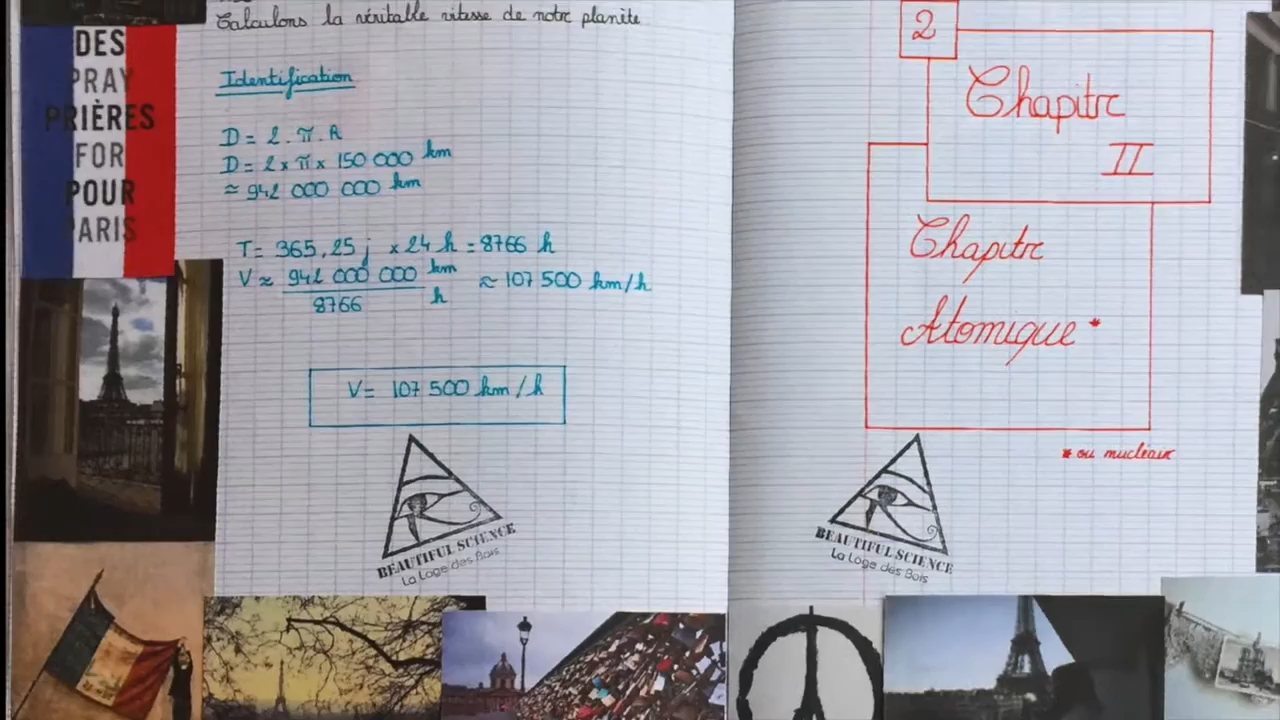 Calculons la véritable vitesse de notre planète
Identification
D = 2 . π . R
D = 2 x π x 150 000 km
≈ 942 000 000 km
T = 365,25 j x 24 h = 8766 h
V ≈ 942 000 000 km / 8766 h ≈ 107 500 km/h
V = 107 500 km/h
BEAUTIFUL SCIENCE
La Loge des Bois
DES
PRAY
PRIÈRES
FOR
POUR
PARIS
2
Chapitre
II
Chapitre
Atomique*
* ou nucléaire
BEAUTIFUL SCIENCE
La Loge des Bois